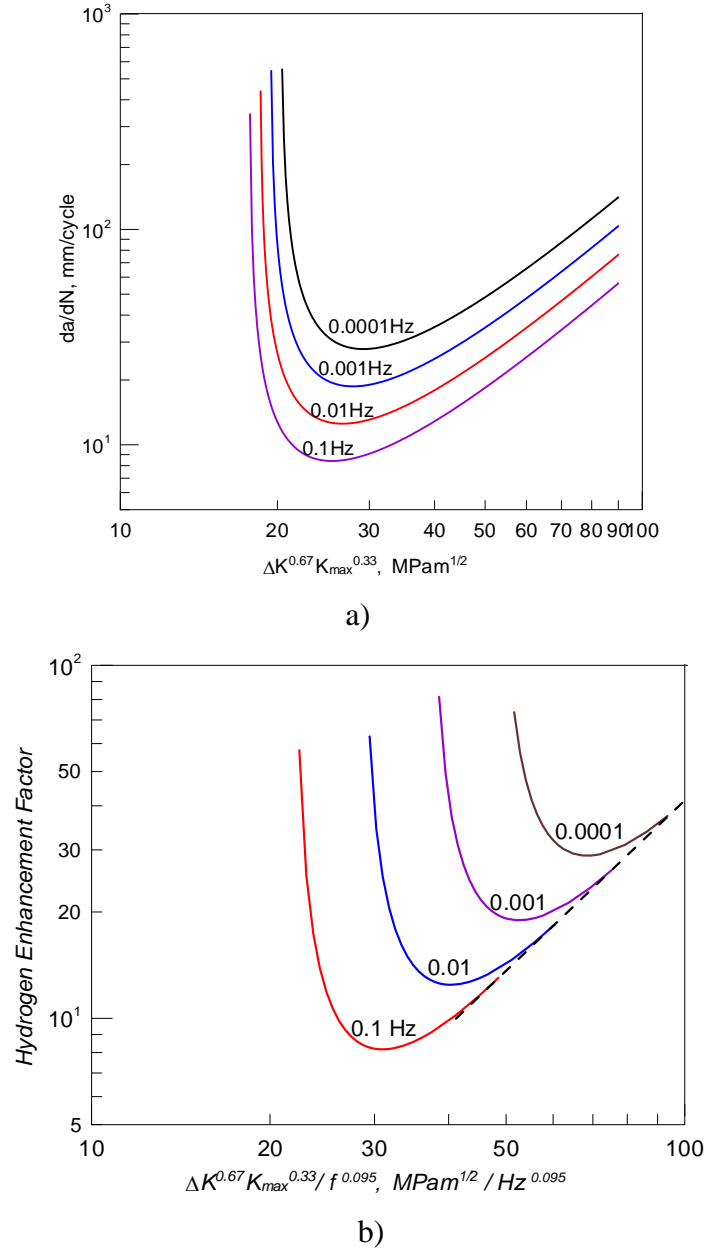 10³
10²
10¹
da/dN, mm/cycle
0.0001Hz
0.001Hz
0.01Hz
0.1Hz
10 20 30 40 50 60 70 80 90 100
ΔK^0.67 K_max^0.33, MPam^1/2
a)
10²
50
30
20
10¹
5
Hydrogen Enhancement Factor
0.0001
0.001
0.01
0.1 Hz
10 20 30 50 100
ΔK^0.67 K_max^0.33 / f^0.095, MPam^1/2 / Hz^0.095
b)